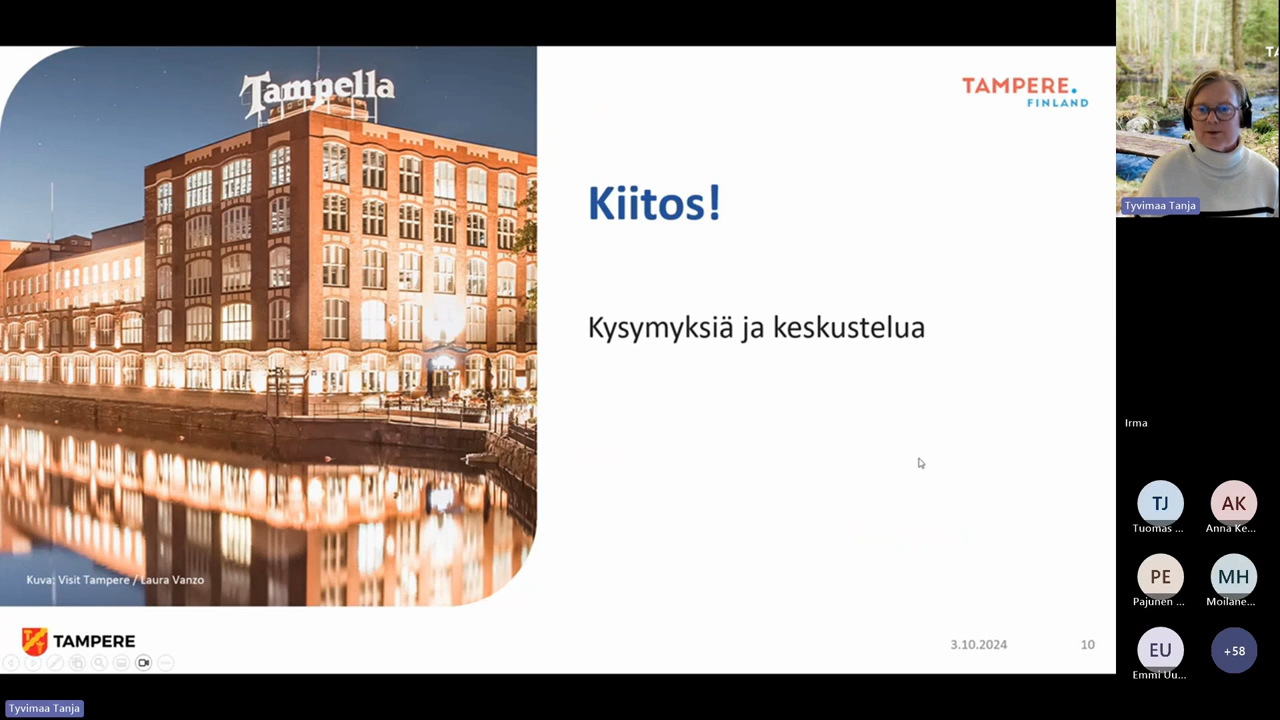 Tampella
TAMPERE.
FINLAND
Kiitos!
Kysymyksiä ja keskustelua
Kuva: Visit Tampere / Laura Vanzo
TAMPERE
3.10.2024
10
Tyvimaa Tanja
Irma
TJ
Tuomas ...
AK
Anna Ke...
PE
Pajunen ...
MH
Moilane...
EU
Emmi Uu...
+58
Tyvimaa Tanja